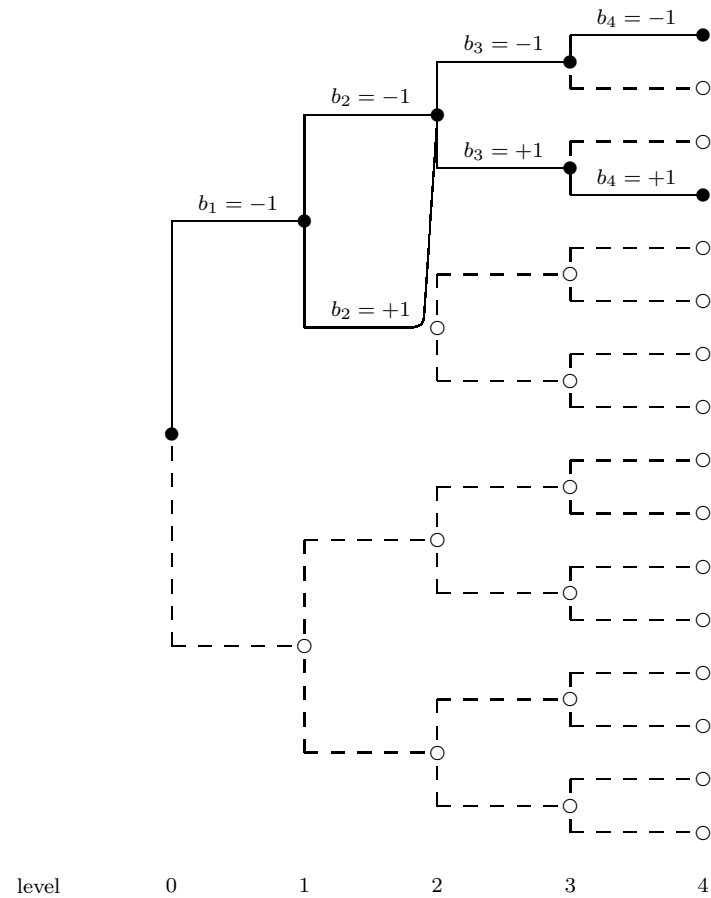 b₄ = −1
b₃ = −1
b₂ = −1
b₃ = +1
b₄ = +1
b₁ = −1
b₂ = +1
level 0 1 2 3 4